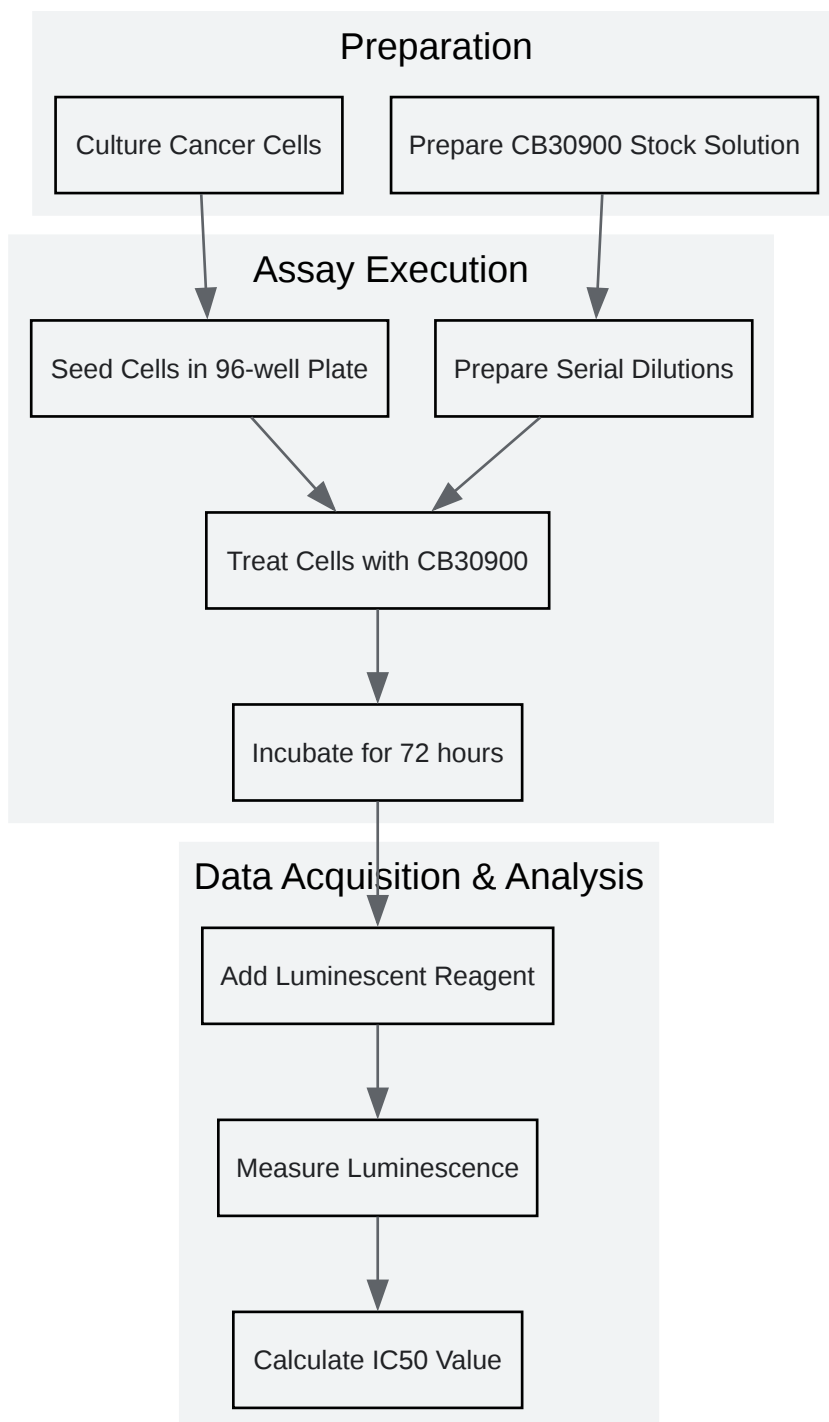 Preparation
Culture Cancer Cells
Prepare CB30900 Stock Solution
Assay Execution
Seed Cells in 96-well Plate
Prepare Serial Dilutions
Treat Cells with CB30900
Incubate for 72 hours
Data Acquisition & Analysis
Add Luminescent Reagent
Measure Luminescence
Calculate IC50 Value